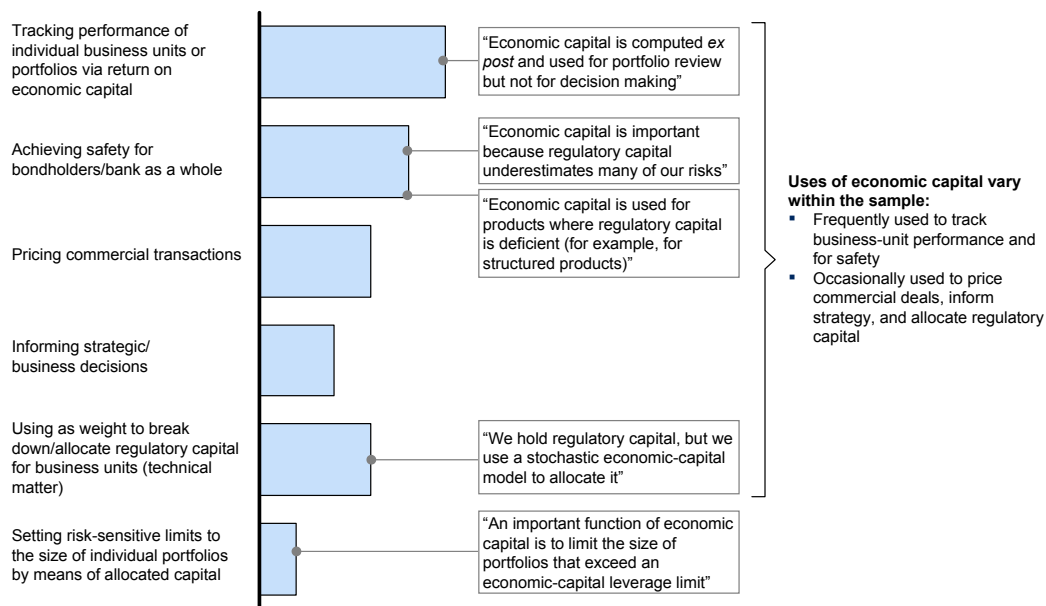 Tracking performance of
individual business units or
portfolios via return on
economic capital
“Economic capital is computed ex
post and used for portfolio review
but not for decision making”
Achieving safety for
bondholders/bank as a whole
“Economic capital is important
because regulatory capital
underestimates many of our risks”
“Economic capital is used for
products where regulatory capital
is deficient (for example, for
structured products)”
Pricing commercial transactions
Informing strategic/
business decisions
Using as weight to break
down/allocate regulatory capital
for business units (technical
matter)
“We hold regulatory capital, but we
use a stochastic economic-capital
model to allocate it”
Setting risk-sensitive limits to
the size of individual portfolios
by means of allocated capital
“An important function of economic
capital is to limit the size of
portfolios that exceed an
economic-capital leverage limit”
Uses of economic capital vary
within the sample:
▪ Frequently used to track
business-unit performance and
for safety
▪ Occasionally used to price
commercial deals, inform
strategy, and allocate regulatory
capital